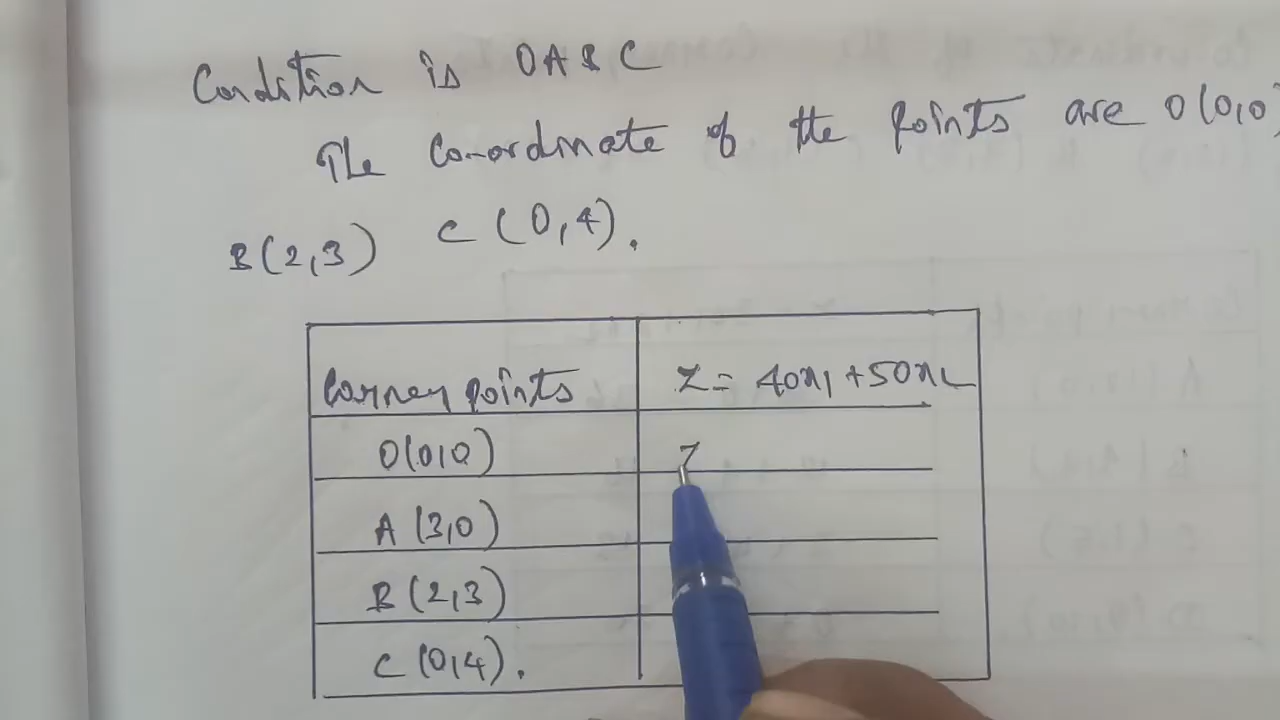 Condition is OABC
The Co-ordinate of the points are O(0,0)
B(2,3) C (0,4).
Corner points Z = 40x1 + 50x2
O(0,0) Z
A (3,0)
B (2,3)
C (0,4).